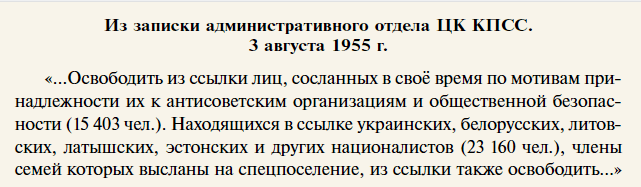 Из записки административного отдела ЦК КПСС.
3 августа 1955 г.
«...Освободить из ссылки лиц, сосланных в своё время по мотивам при-
надлежности их к антисоветским организациям и общественной безопас-
ности (15 403 чел.). Находящихся в ссылке украинских, белорусских, литов-
ских, латышских, эстонских и других националистов (23 160 чел.), члены
семей которых высланы на спецпоселение, из ссылки также освободить...»